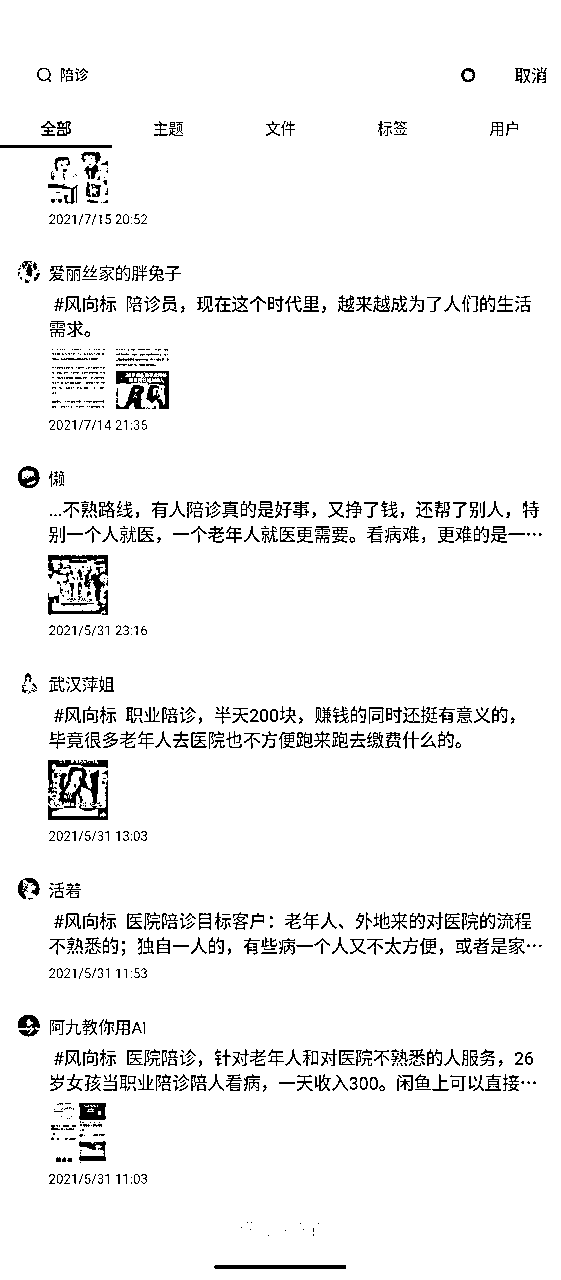 陪诊
取消
全部 主题 文件 标签 用户
2021/7/15 20:52
爱丽丝家的胖兔子
#风向标 陪诊员，现在这个时代里，越来越成为了人们的生活
需求。
2021/7/14 21:35
懒
...不熟路线，有人陪诊真的是好事，又挣了钱，还帮了别人，特
别一个人就医，一个老年人就医更需要。看病难，更难的是一…
2021/5/31 23:16
武汉萍姐
#风向标 职业陪诊，半天200块，赚钱的同时还挺有意义的，
毕竟很多老年人去医院也不方便跑来跑去缴费什么的。
2021/5/31 13:03
活着
#风向标 医院陪诊目标客户：老年人、外地来的对医院的流程
不熟悉的；独自一人的，有些病一个人又不太方便，或者是家…
2021/5/31 11:53
阿九教你用AI
#风向标 医院陪诊，针对老年人和对医院不熟悉的人服务，26
岁女孩当职业陪诊陪人看病，一天收入300。闲鱼上可以直接…
2021/5/31 11:03